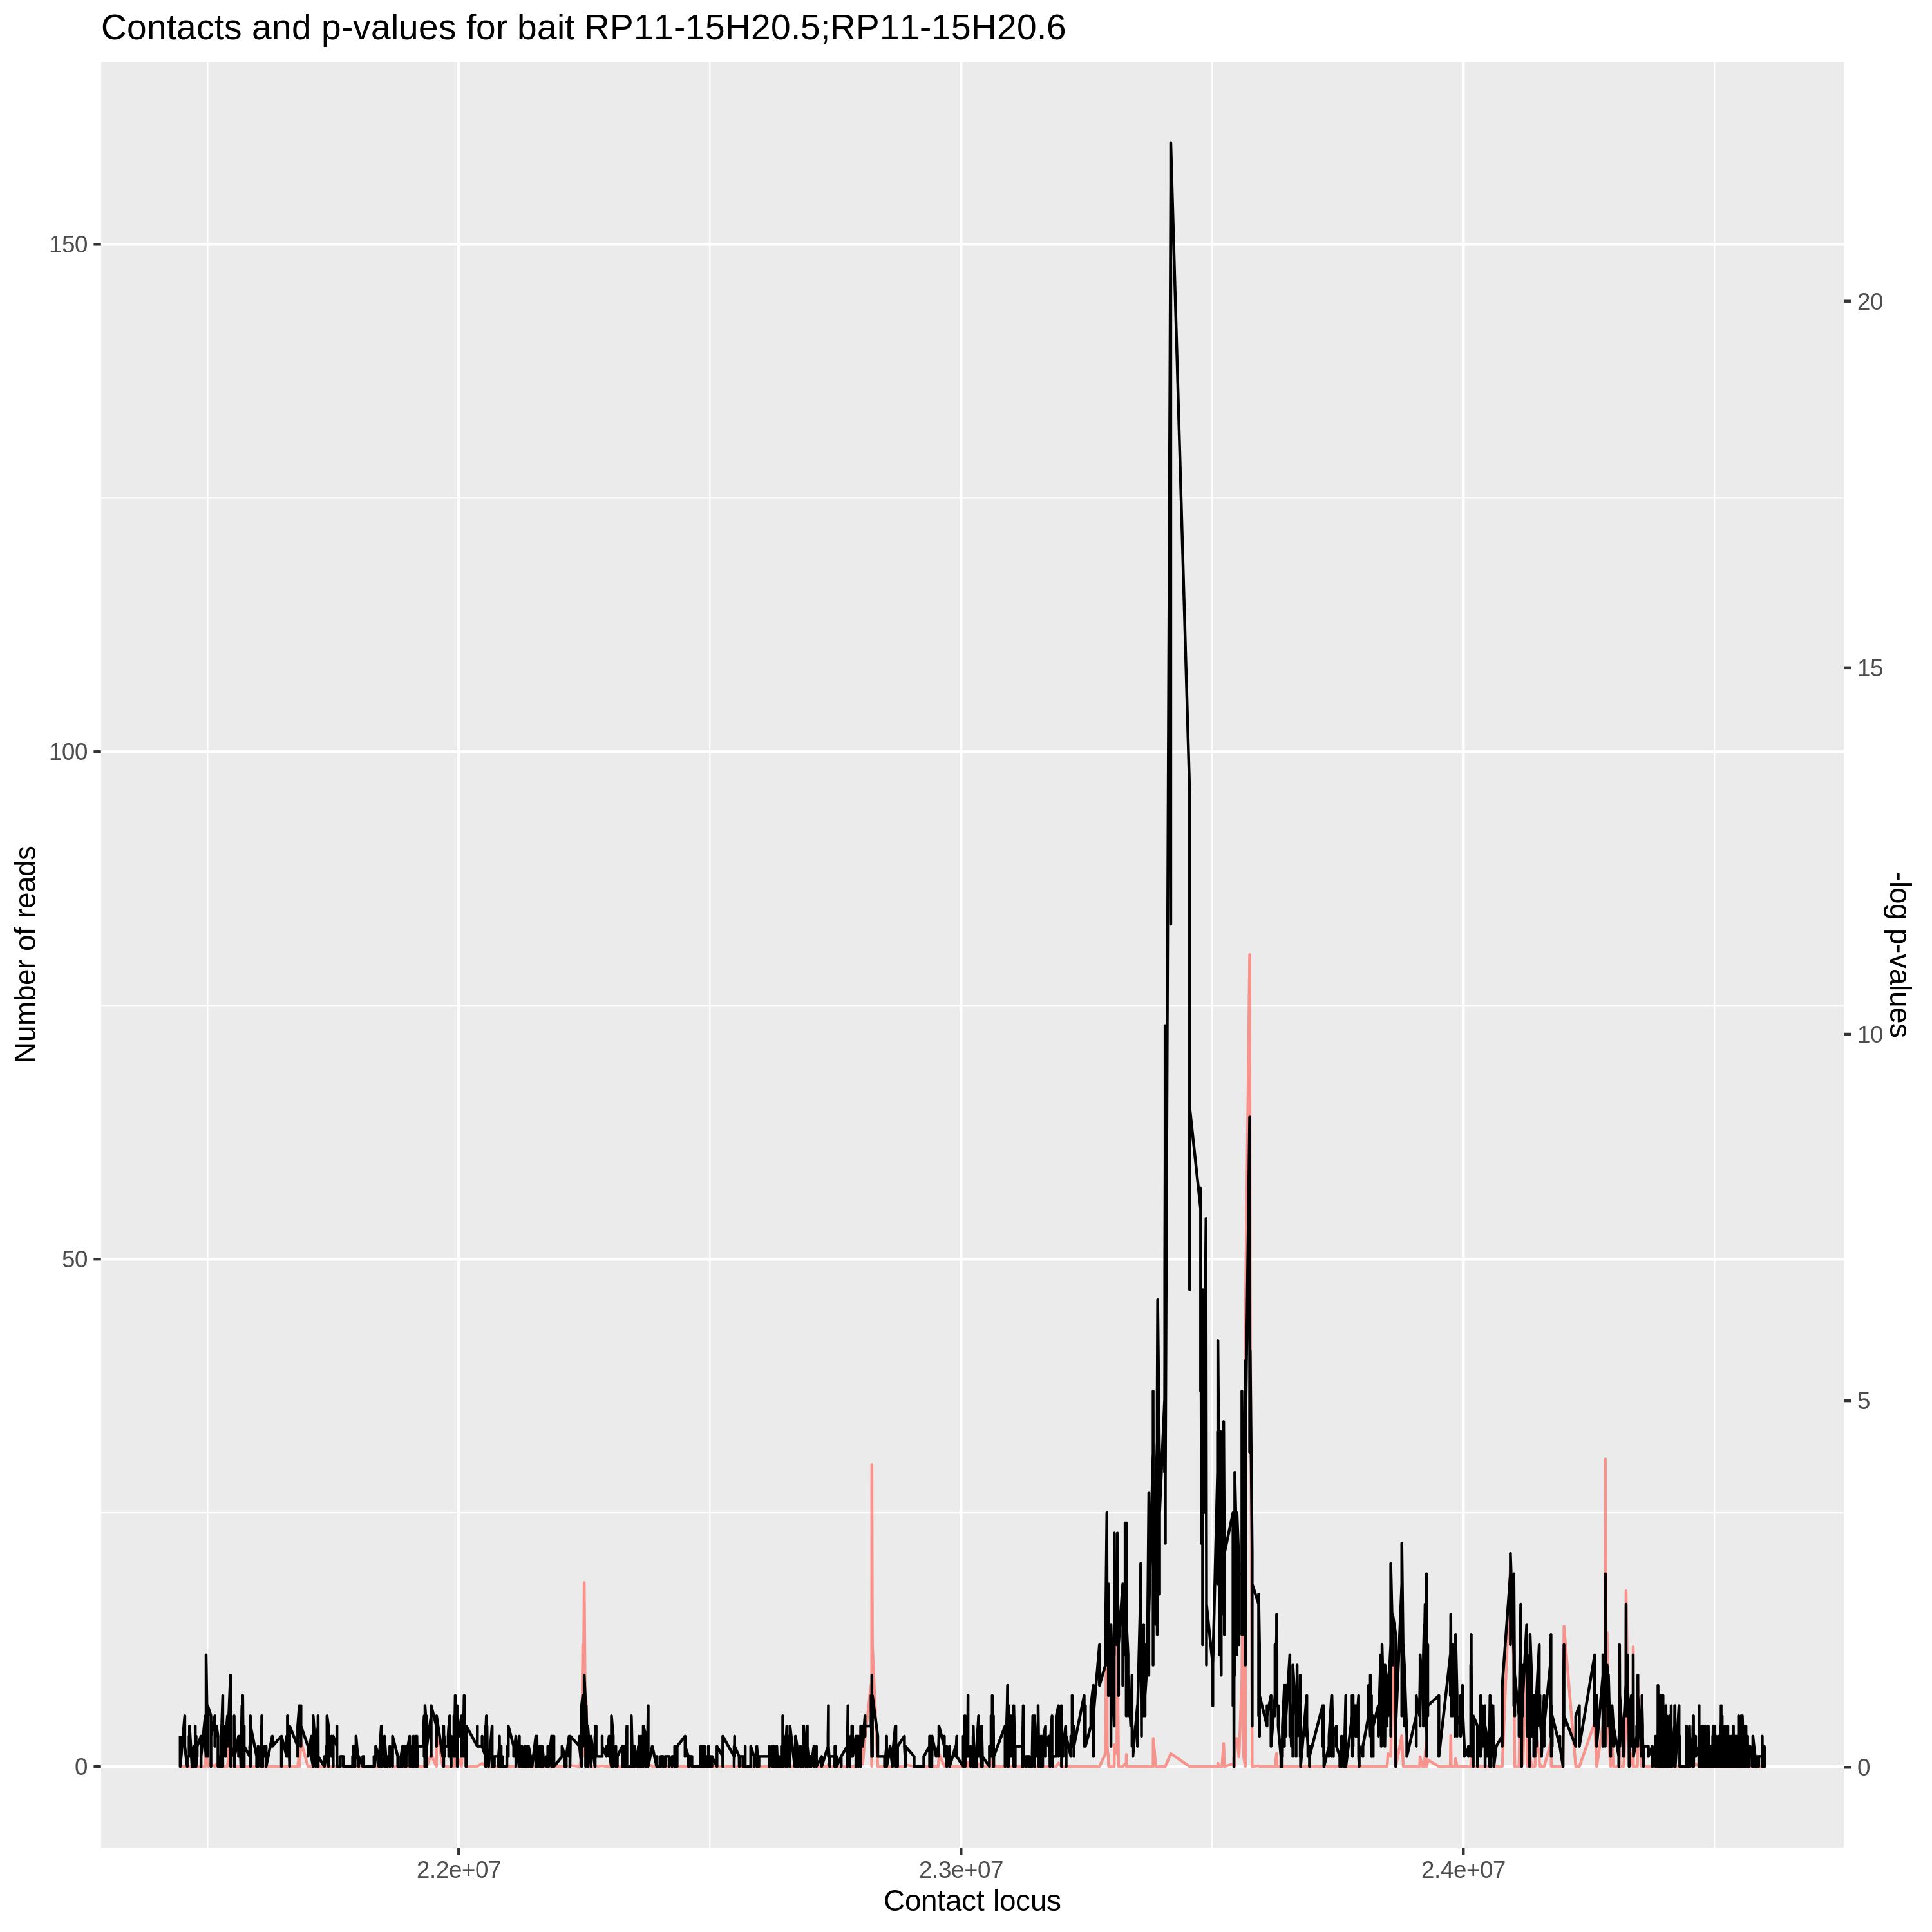 Contacts and p-values for bait RP11-15H20.5;RP11-15H20.6
150
100
50
0
Number of reads
20
15
10
5
0
-log p-values
2.2e+07
2.3e+07
2.4e+07
Contact locus